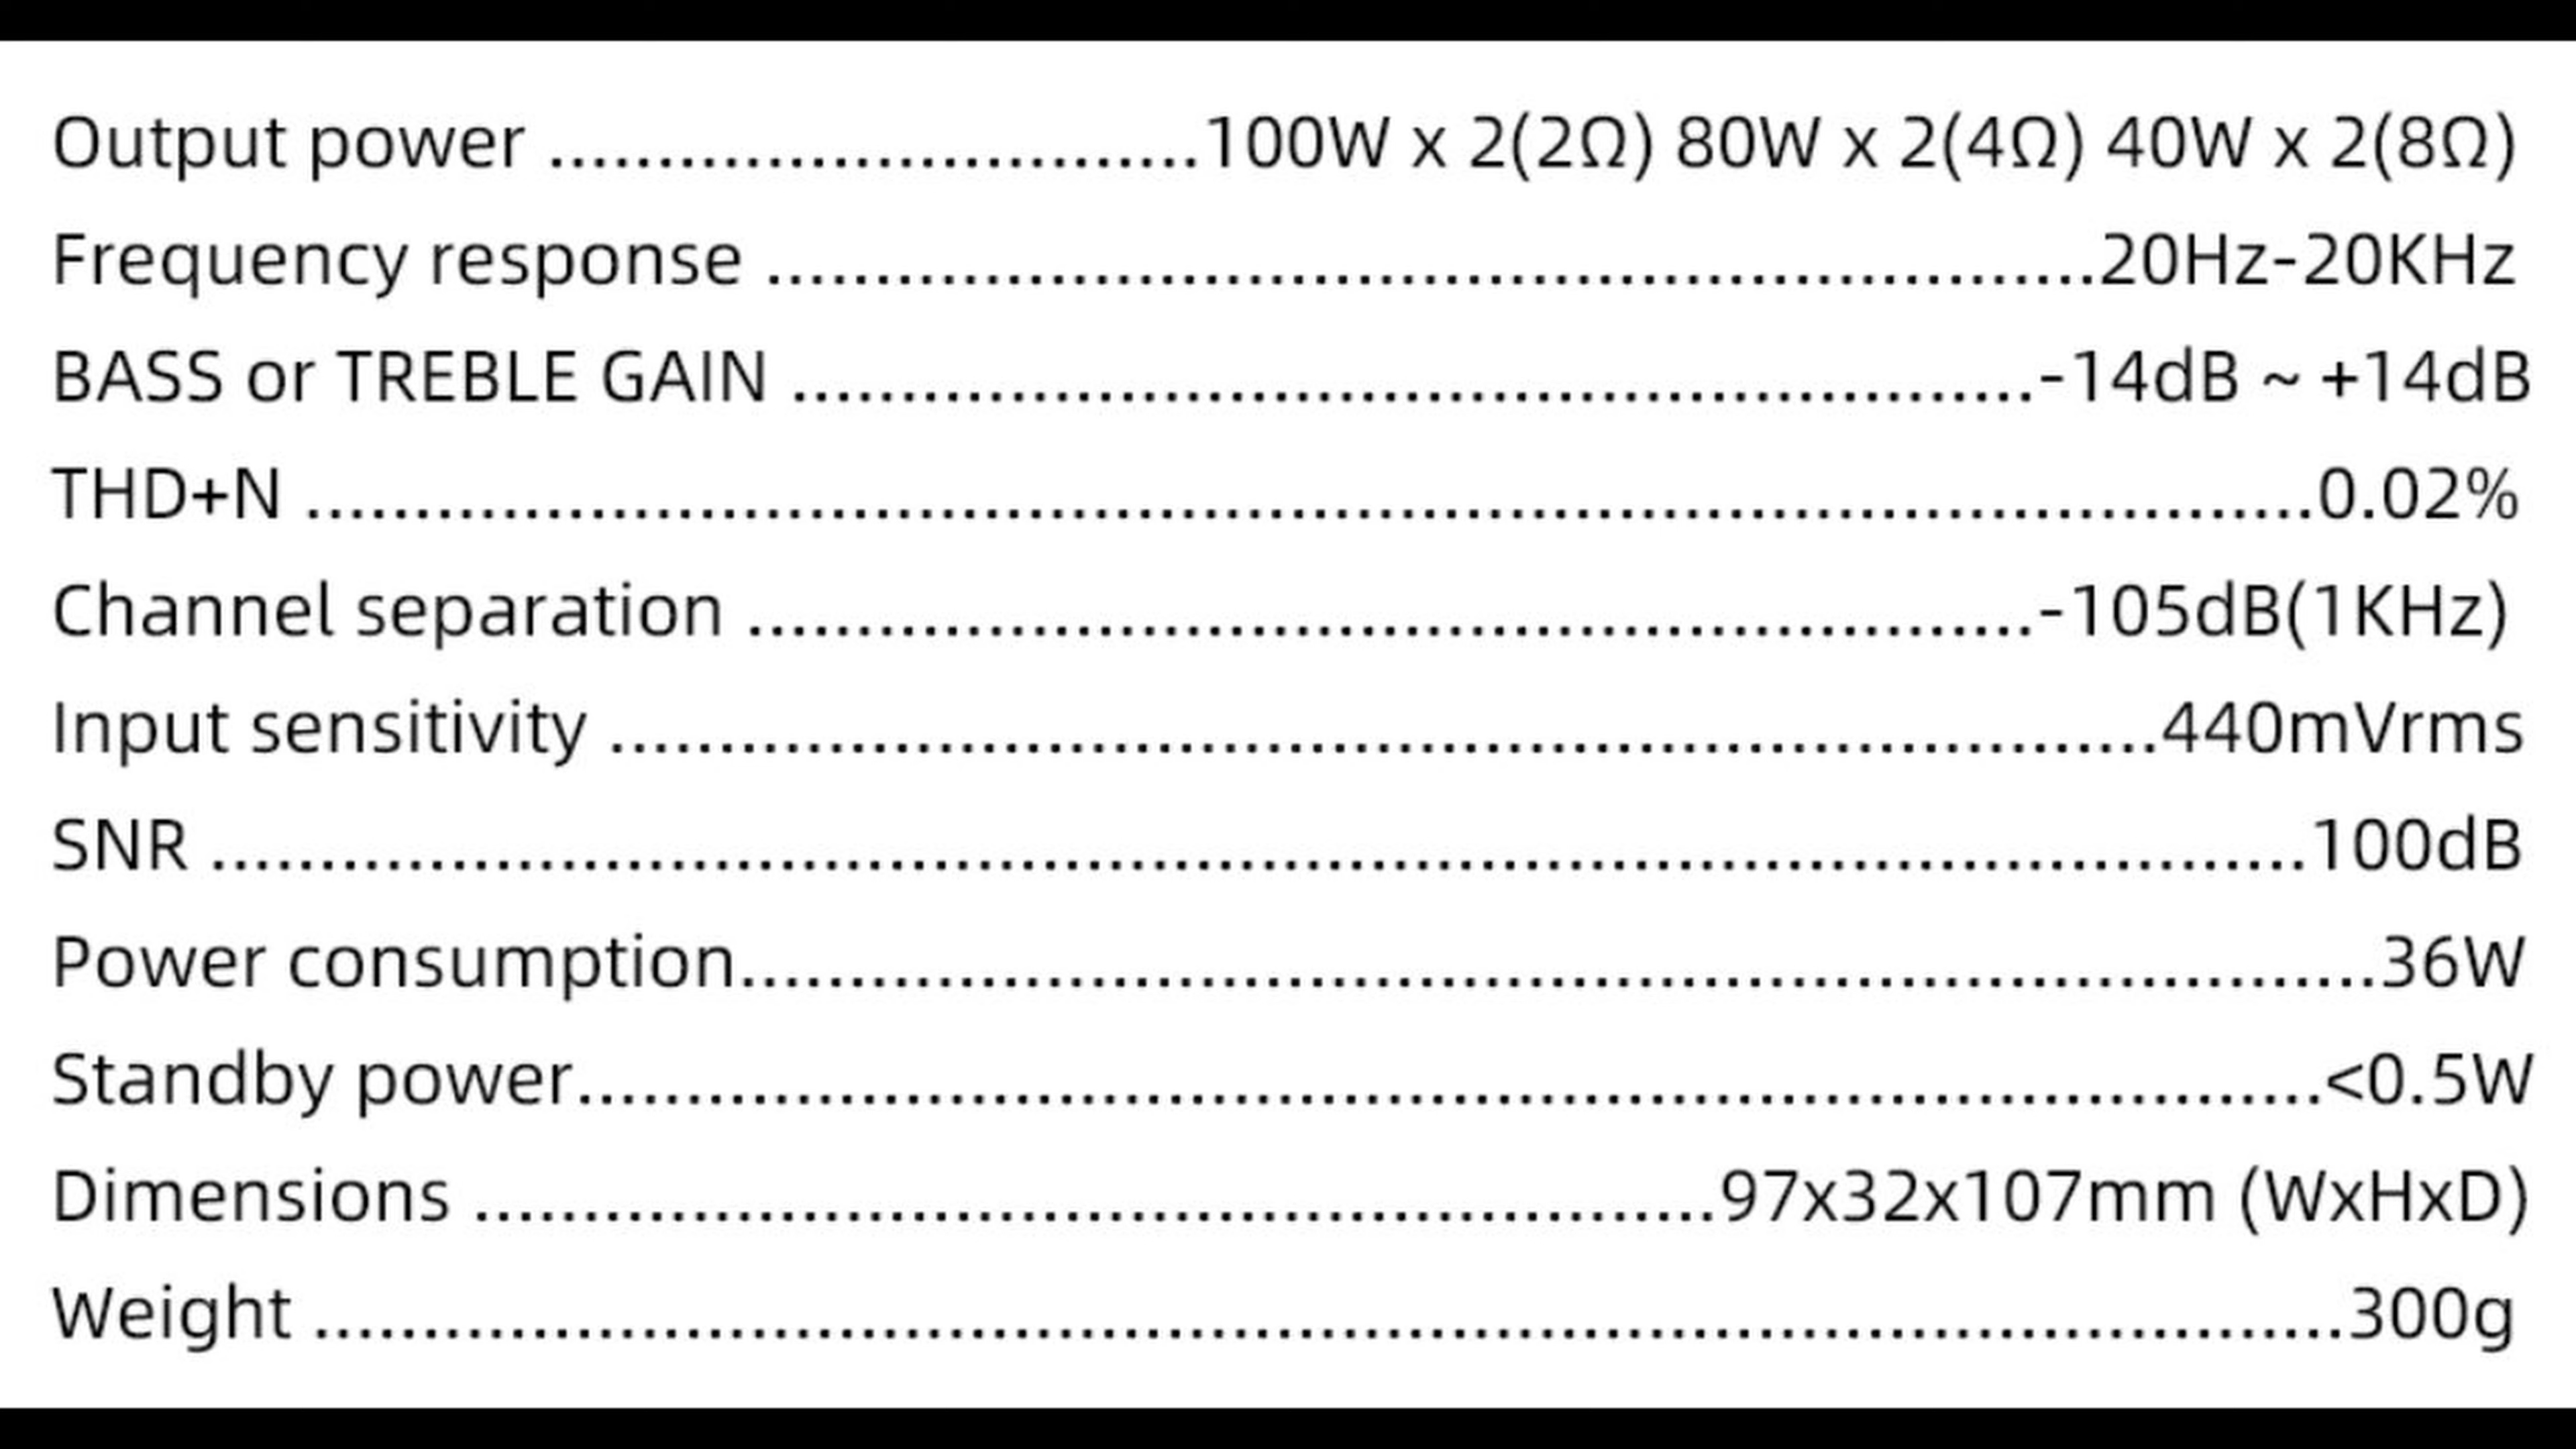 Output power ..............................100W x 2(2Ω) 80W x 2(4Ω) 40W x 2(8Ω)
Frequency response .............................................................20Hz-20KHz
BASS or TREBLE GAIN .........................................................-14dB ~ +14dB
THD+N ............................................................................................0.02%
Channel separation ...........................................................-105dB(1KHz)
Input sensitivity .......................................................................440mVrms
SNR ................................................................................................100dB
Power consumption...........................................................................36W
Standby power................................................................................<0.5W
Dimensions .........................................................97x32x107mm (WxHxD)
Weight .............................................................................................300g